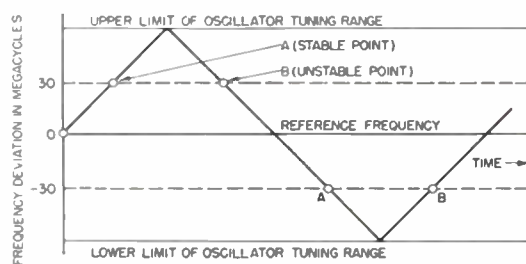 UPPER LIMIT OF OSCILLATOR TUNING RANGE
A (STABLE POINT)
B (UNSTABLE POINT)
30
REFERENCE FREQUENCY
0
TIME
-30
A
B
LOWER LIMIT OF OSCILLATOR TUNING RANGE
FREQUENCY DEVIATION IN MEGACYCLES